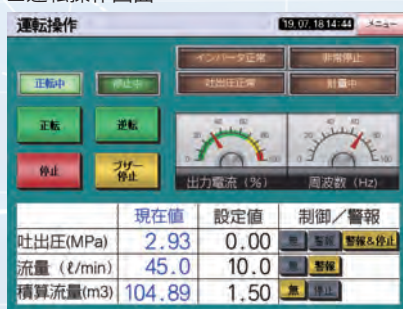 運転操作 19.07.18 14:44 メニュー
インバータ正常 非常停止
正転中 停止中 吐出圧正常 計量中
正転 逆転
停止 ブザー停止
出力電流（%） 周波数（Hz）
現在値 設定値 制御／警報
吐出圧(MPa) 2.93 0.00 無 警報 警報&停止
流量（ℓ/min） 45.0 10.0 無 警報
積算流量(m3) 104.89 1.50 無 停止